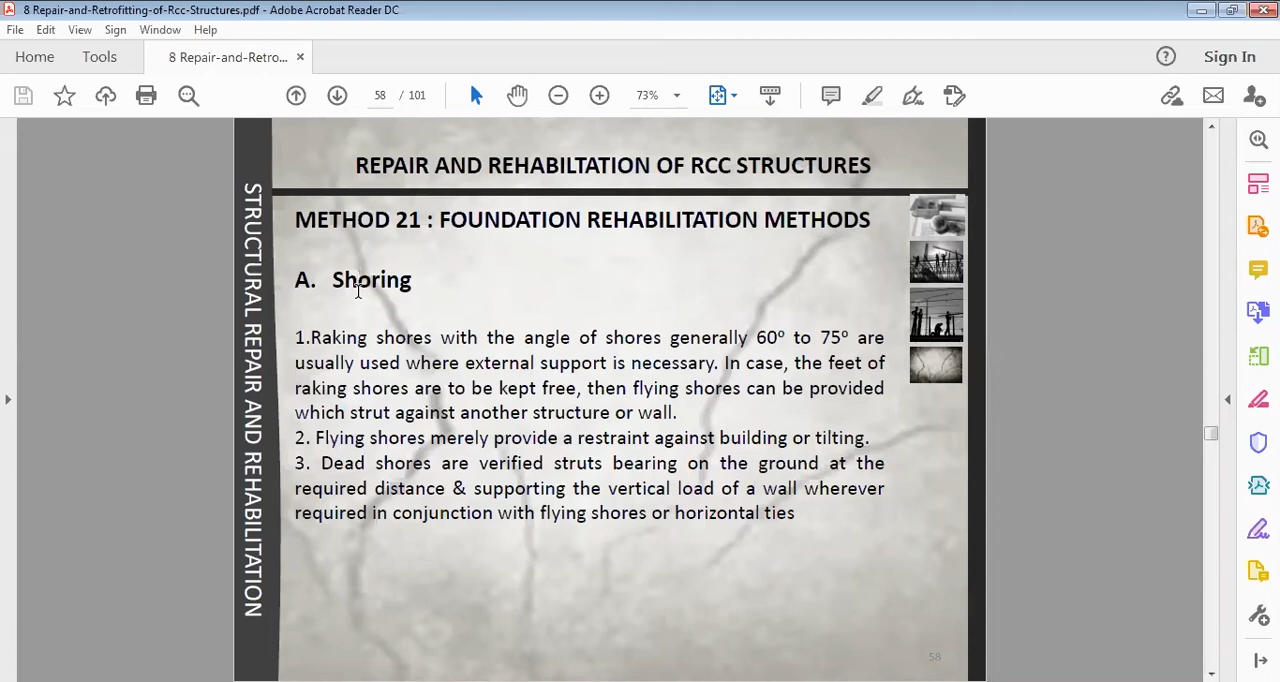 8 Repair-and-Retrofitting-of-Rcc-Structures.pdf - Adobe Acrobat Reader DC
File Edit View Sign Window Help
Home Tools 8 Repair-and-Retro... × Sign In
58 / 101 73%
REPAIR AND REHABILTATION OF RCC STRUCTURES
METHOD 21 : FOUNDATION REHABILITATION METHODS
A. Shoring
1.Raking shores with the angle of shores generally 60º to 75º are
usually used where external support is necessary. In case, the feet of
raking shores are to be kept free, then flying shores can be provided
which strut against another structure or wall.
2. Flying shores merely provide a restraint against building or tilting.
3. Dead shores are verified struts bearing on the ground at the
required distance & supporting the vertical load of a wall wherever
required in conjunction with flying shores or horizontal ties
STRUCTURAL REPAIR AND REHABILITATION
58